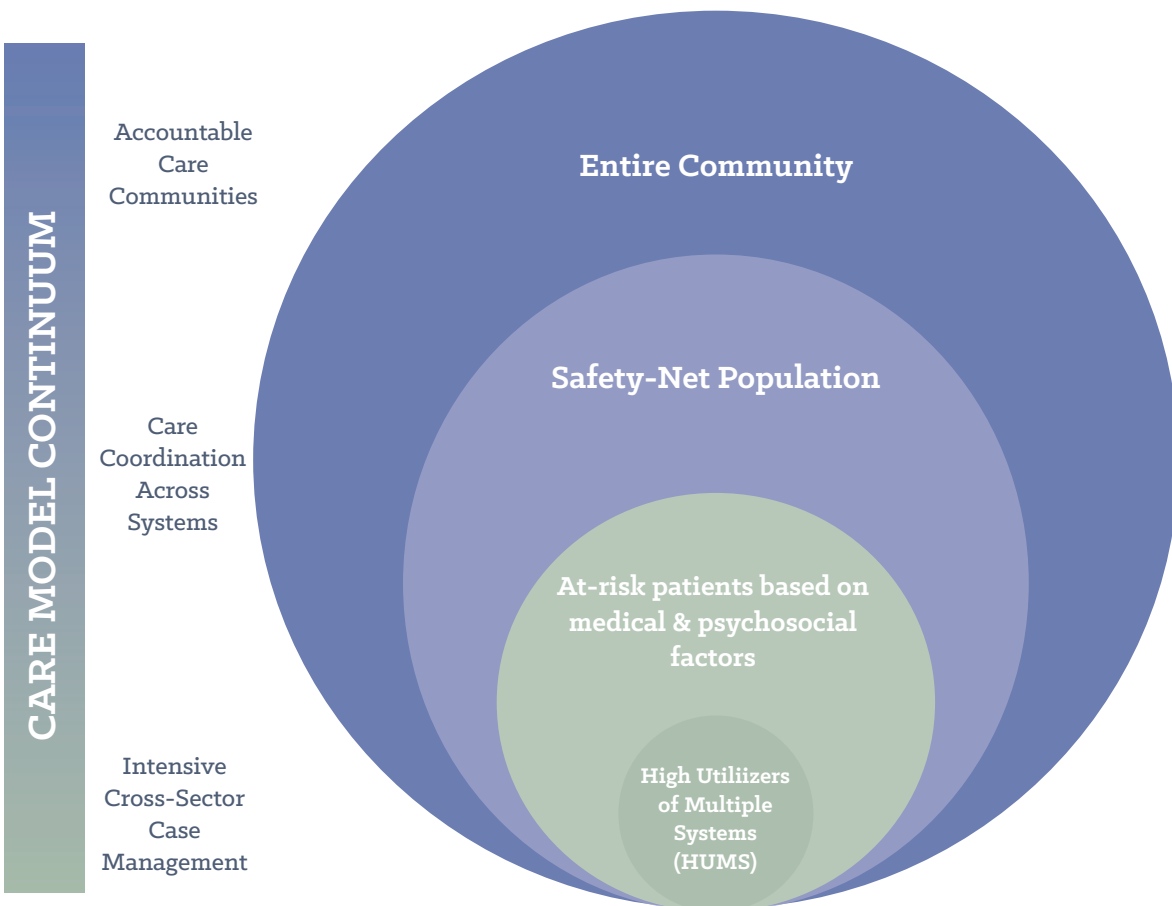 CARE MODEL CONTINUUM
Accountable
Care
Communities
Care
Coordination
Across
Systems
Intensive
Cross-Sector
Case
Management
Entire Community
Safety-Net Population
At-risk patients based on
medical & psychosocial
factors
High Utiliizers
of Multiple
Systems
(HUMS)